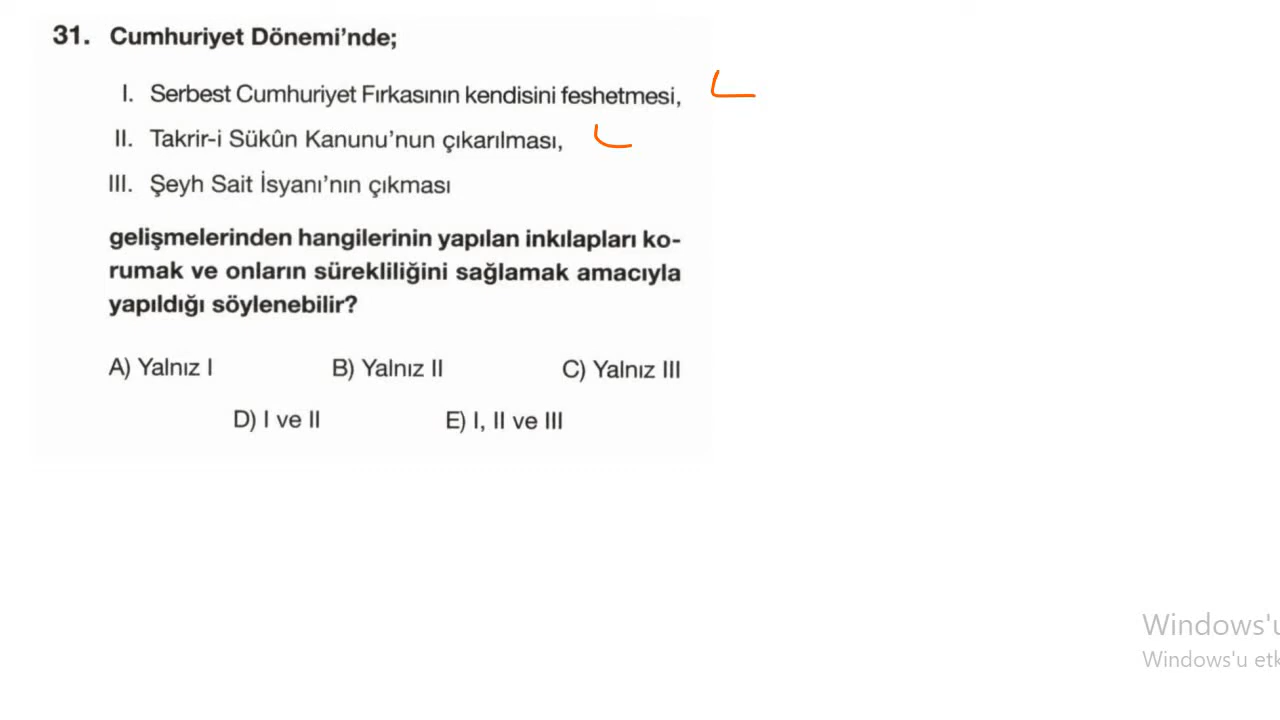 31. Cumhuriyet Dönemi'nde;
I. Serbest Cumhuriyet Fırkasının kendisini feshetmesi,
II. Takrir-i Sükûn Kanunu'nun çıkarılması,
III. Şeyh Sait İsyanı'nın çıkması
gelişmelerinden hangilerinin yapılan inkılapları ko-
rumak ve onların sürekliliğini sağlamak amacıyla
yapıldığı söylenebilir?
A) Yalnız I B) Yalnız II C) Yalnız III
D) I ve II E) I, II ve III
Windows'u
Windows'u etk